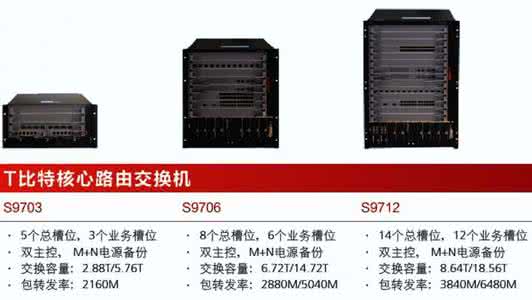 T比特核心路由交换机
S9703
5个总槽位，3个业务槽位
双主控， M+N电源备份
交换容量：2.88T/5.76T
包转发率：2160M
S9706
8个总槽位，6个业务槽位
双主控， M+N电源备份
交换容量：6.72T/14.72T
包转发率：2880M/5040M
S9712
14个总槽位，12个业务槽位
双主控， M+N电源备份
交换容量：8.64T/18.56T
包转发率：3840M/6480M